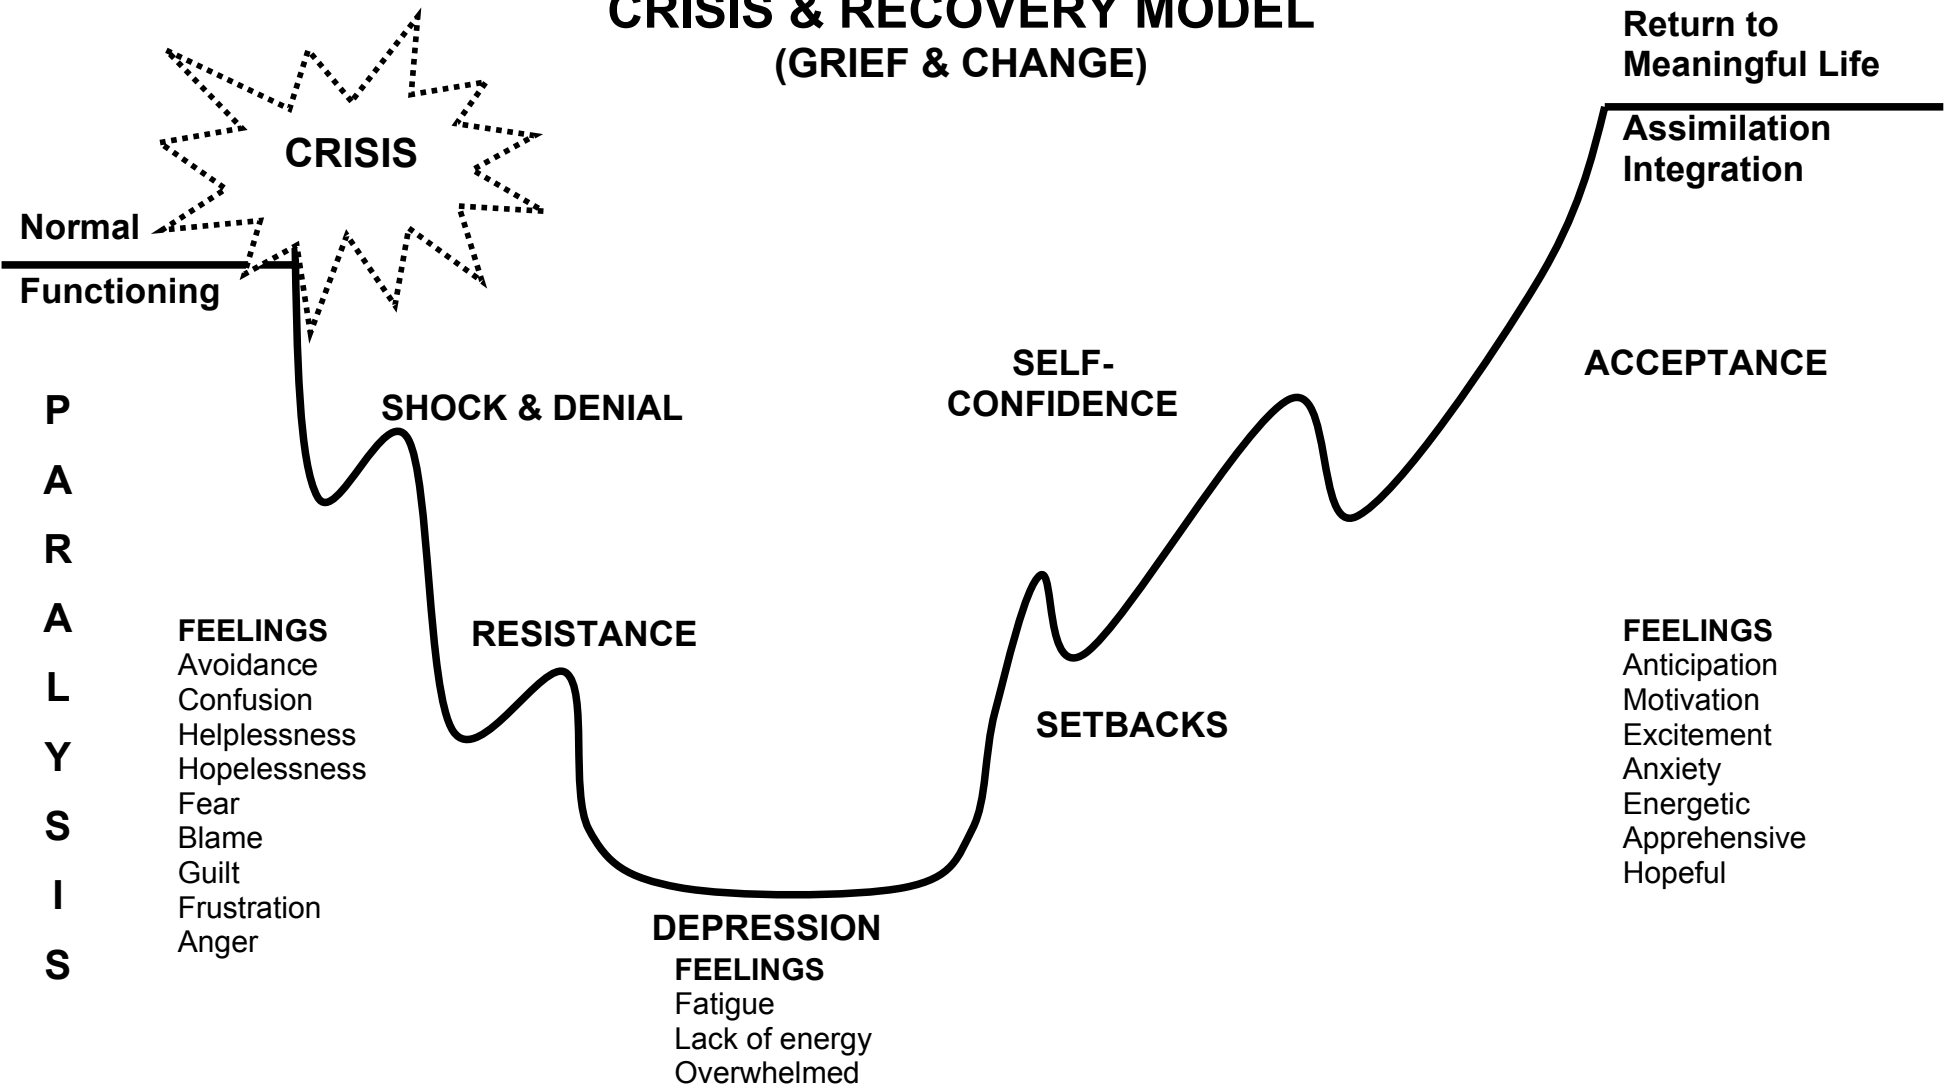 CRISIS & RECOVERY MODEL
(GRIEF & CHANGE)
Return to
Meaningful Life
Assimilation
Integration
CRISIS
Normal
Functioning
SHOCK & DENIAL
SELF-
CONFIDENCE
ACCEPTANCE
P
A
R
A
L
Y
S
I
S
RESISTANCE
SETBACKS
FEELINGS
Avoidance
Confusion
Helplessness
Hopelessness
Fear
Blame
Guilt
Frustration
Anger
DEPRESSION
FEELINGS
Fatigue
Lack of energy
Overwhelmed
FEELINGS
Anticipation
Motivation
Excitement
Anxiety
Energetic
Apprehensive
Hopeful